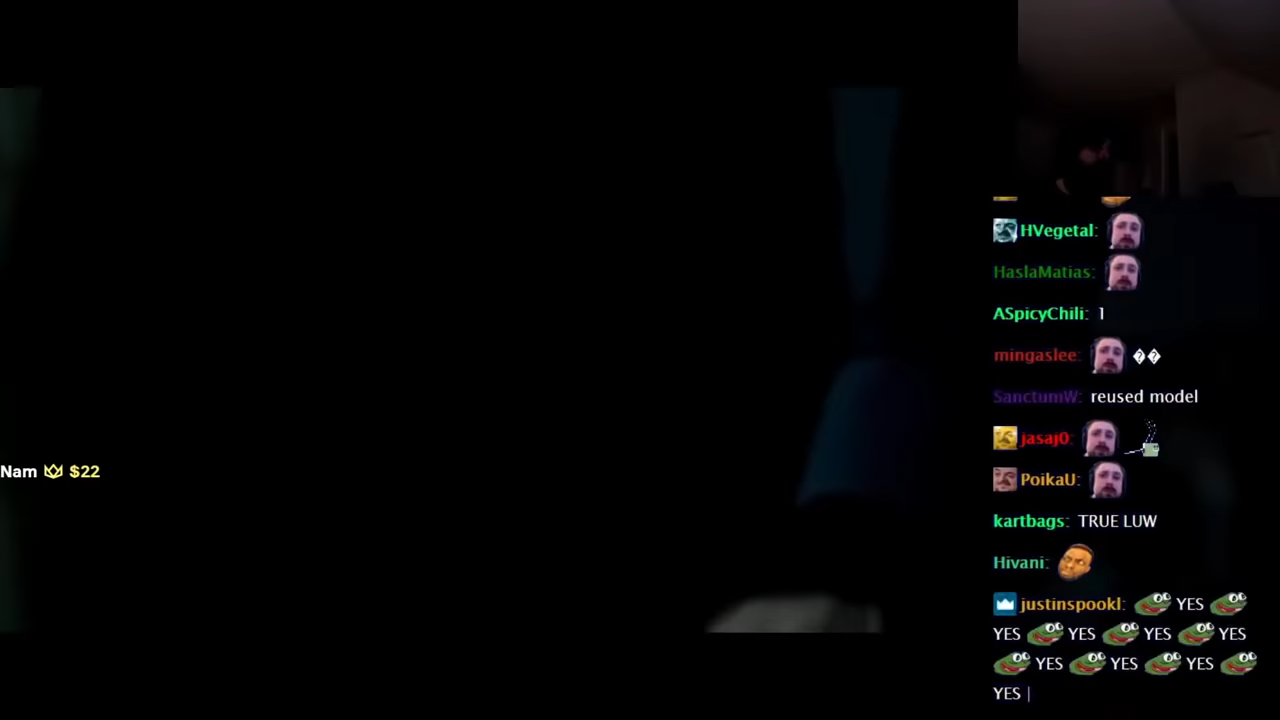 HVegetal:
HaslaMatias:
ASpicyChili: 1
mingaslee: ��
SanctumW: reused model
jasaj0:
Nam $22
PoikaU:
kartbags: TRUE LUW
Hivani:
justinspookl: YES
YES YES YES YES
YES YES YES
YES |